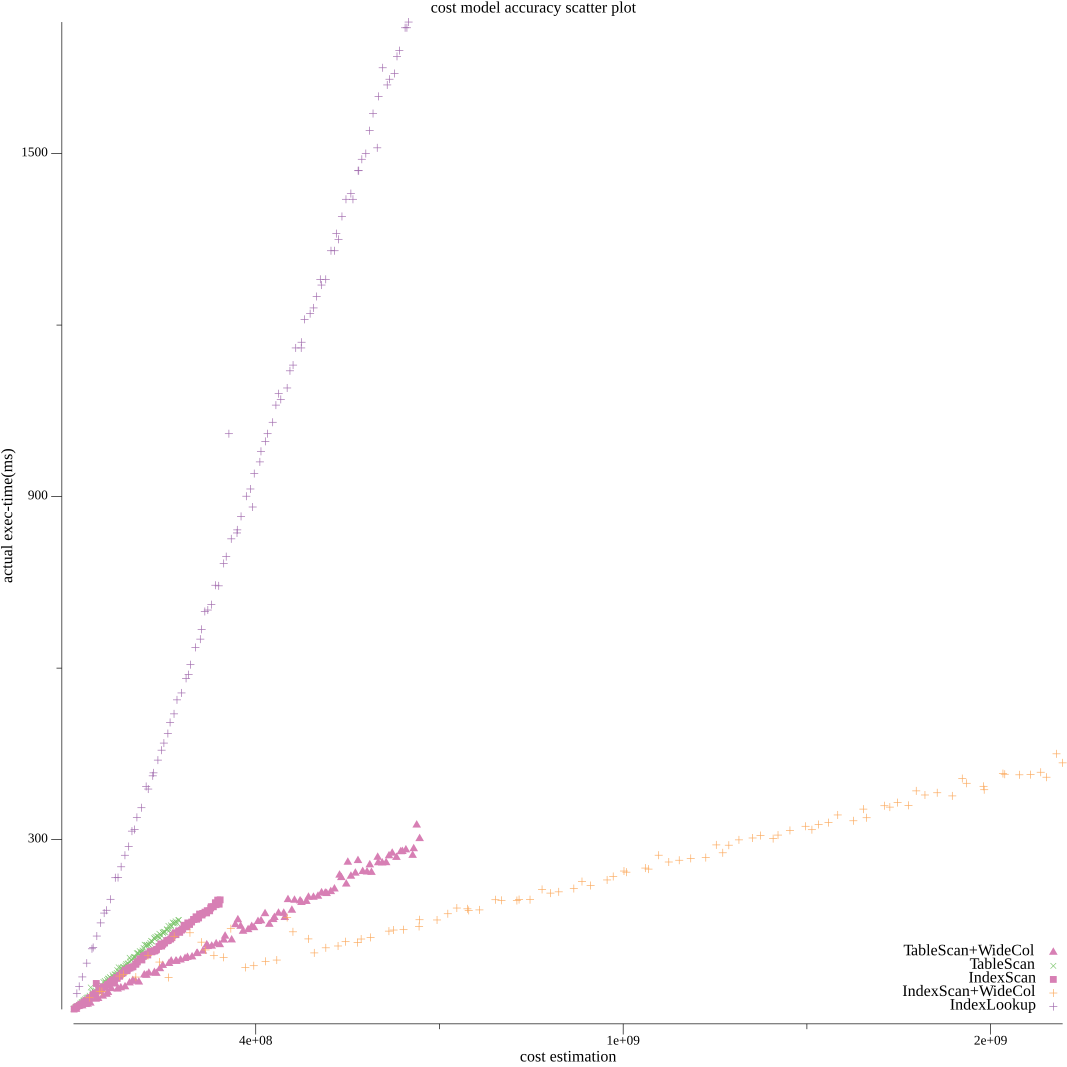 cost model accuracy scatter plot
1500
900
300
actual exec-time(ms)
TableScan+WideCol
TableScan
IndexScan
IndexScan+WideCol
IndexLookup
4e+08
1e+09
2e+09
cost estimation